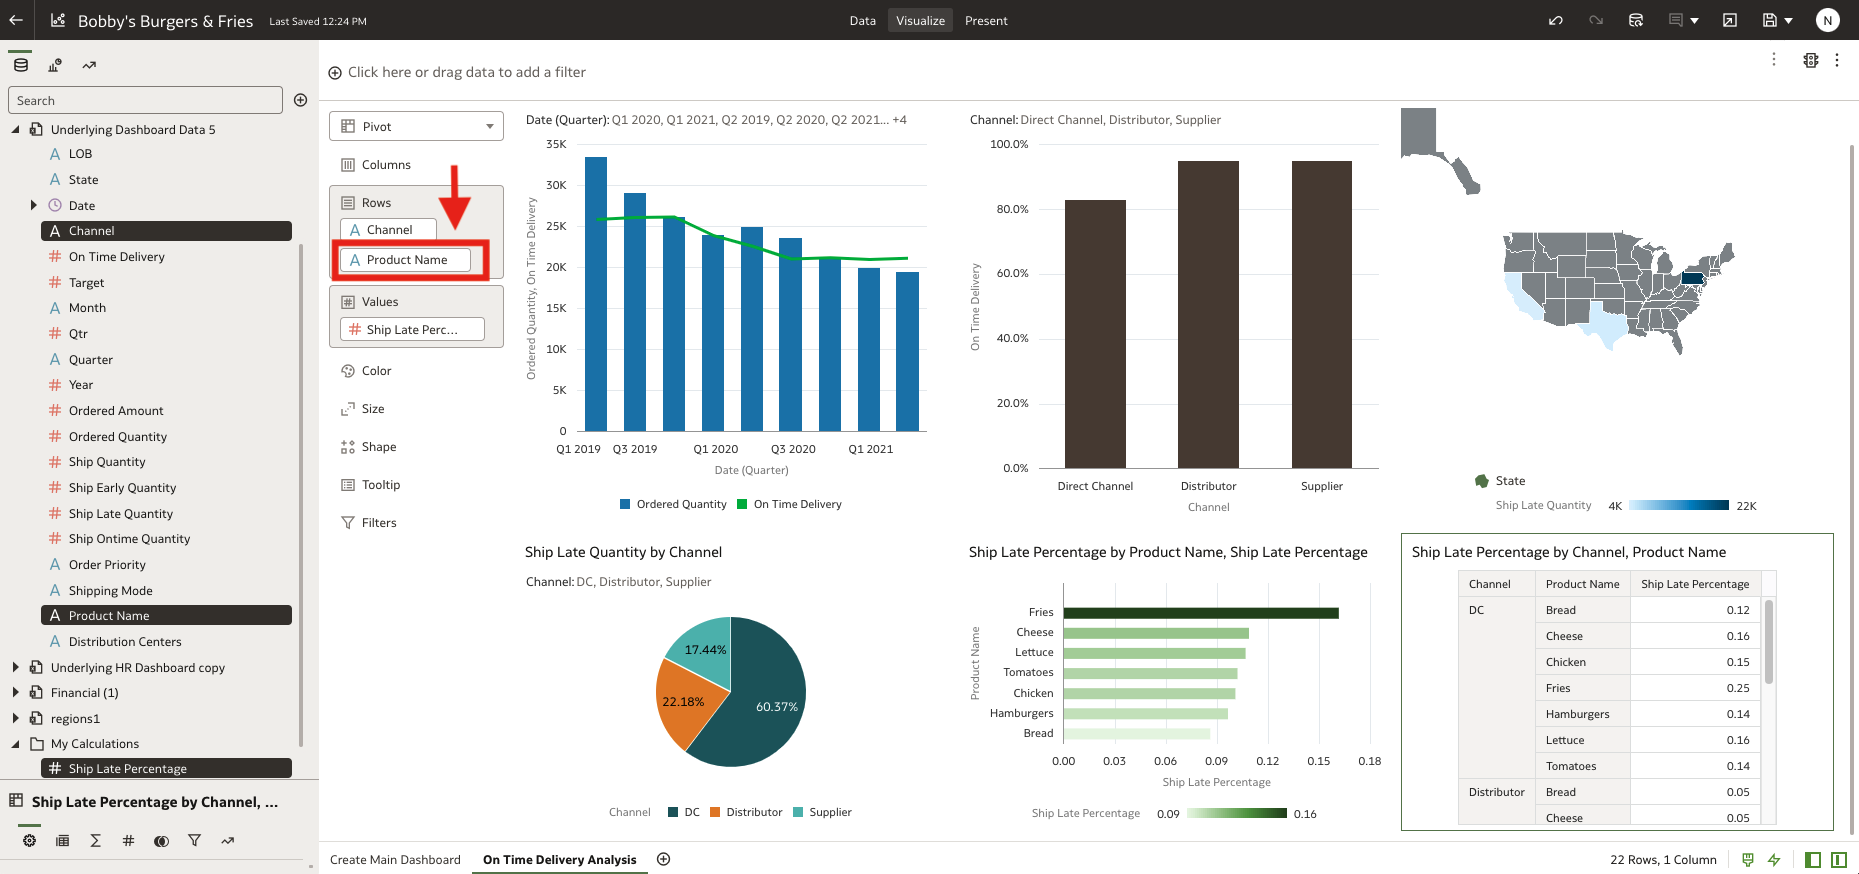 Bobby's Burgers & Fries Last Saved 12:24 PM
Data Visualize Present
N
Search
Underlying Dashboard Data 5
A LOB
A State
Date
A Channel
# On Time Delivery
# Target
A Month
# Qtr
A Quarter
# Year
# Ordered Amount
# Ordered Quantity
# Ship Quantity
# Ship Early Quantity
# Ship Late Quantity
# Ship Ontime Quantity
A Order Priority
A Shipping Mode
A Product Name
A Distribution Centers
Underlying HR Dashboard copy
Financial (1)
regions1
My Calculations
# Ship Late Percentage
Ship Late Percentage by Channel, ...
Click here or drag data to add a filter
Pivot
Columns
Rows
A Channel
A Product Name
Values
# Ship Late Perc...
Color
Size
Shape
Tooltip
Filters
Date (Quarter): Q1 2020, Q1 2021, Q2 2019, Q2 2020, Q2 2021... +4
Ordered Quantity, On Time Delivery
35K
30K
25K
20K
15K
10K
5K
0
Q1 2019 Q3 2019 Q1 2020 Q3 2020 Q1 2021
Date (Quarter)
Ordered Quantity On Time Delivery
Channel: Direct Channel, Distributor, Supplier
On Time Delivery
100.0%
80.0%
60.0%
40.0%
20.0%
0.0%
Direct Channel Distributor Supplier
Channel
State
Ship Late Quantity 4K 22K
Ship Late Quantity by Channel
Channel: DC, Distributor, Supplier
17.44%
22.18%
60.37%
Channel DC Distributor Supplier
Ship Late Percentage by Product Name, Ship Late Percentage
Product Name
Fries
Cheese
Lettuce
Tomatoes
Chicken
Hamburgers
Bread
0.00 0.03 0.06 0.09 0.12 0.15 0.18
Ship Late Percentage
Ship Late Percentage 0.09 0.16
Ship Late Percentage by Channel, Product Name
Channel Product Name Ship Late Percentage
DC Bread 0.12
Cheese 0.16
Chicken 0.15
Fries 0.25
Hamburgers 0.14
Lettuce 0.16
Tomatoes 0.14
Distributor Bread 0.05
Cheese 0.05
Create Main Dashboard On Time Delivery Analysis
22 Rows, 1 Column